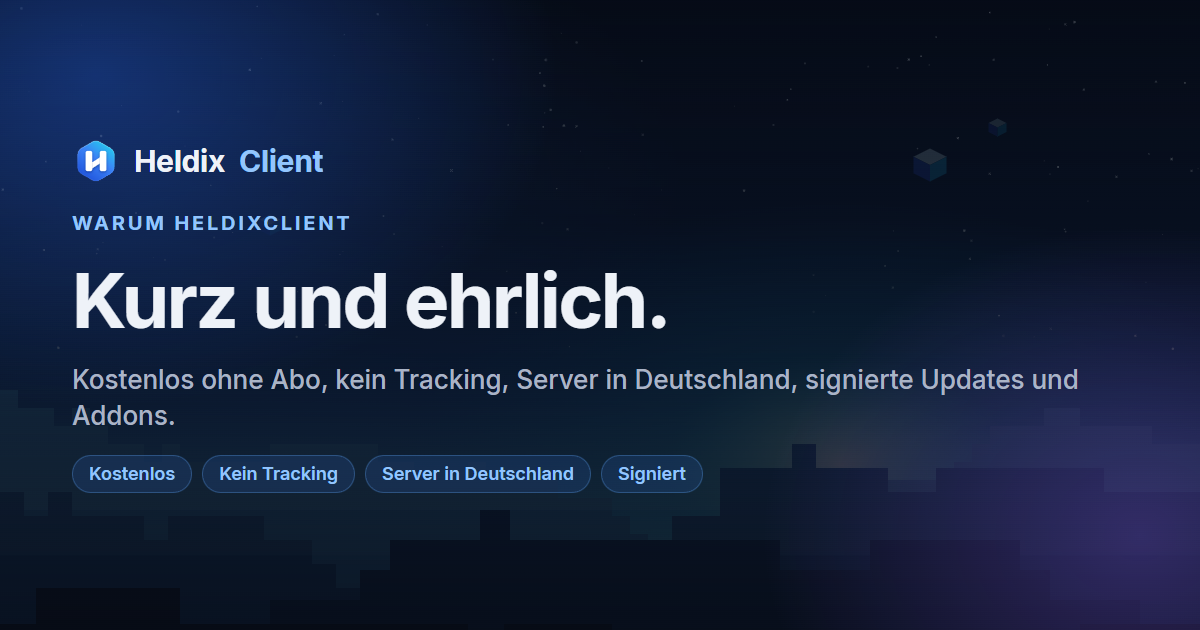 Heldix Client
WARUM HELDIXCLIENT
Kurz und ehrlich.
Kostenlos ohne Abo, kein Tracking, Server in Deutschland, signierte Updates und
Addons.
Kostenlos Kein Tracking Server in Deutschland Signiert